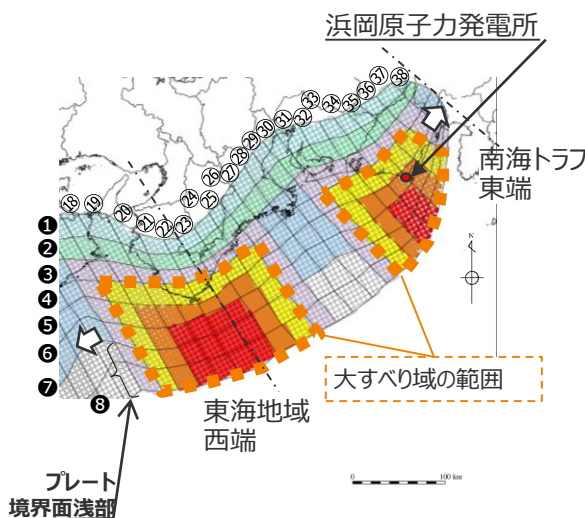 浜岡原子力発電所
⑱ ⑲ ⑳ ㉑ ㉒ ㉓ ㉔ ㉕ ㉖ ㉗ ㉘ ㉙ ㉚ ㉛ ㉜ ㉝ ㉞ ㉟ ㊱ ㊲ ㊳
南海トラフ
東端
❶
❷
❸
❹
❺
❻
❼
❽
大すべり域の範囲
東海地域
西端
プレート
境界面浅部
N
0 100 km